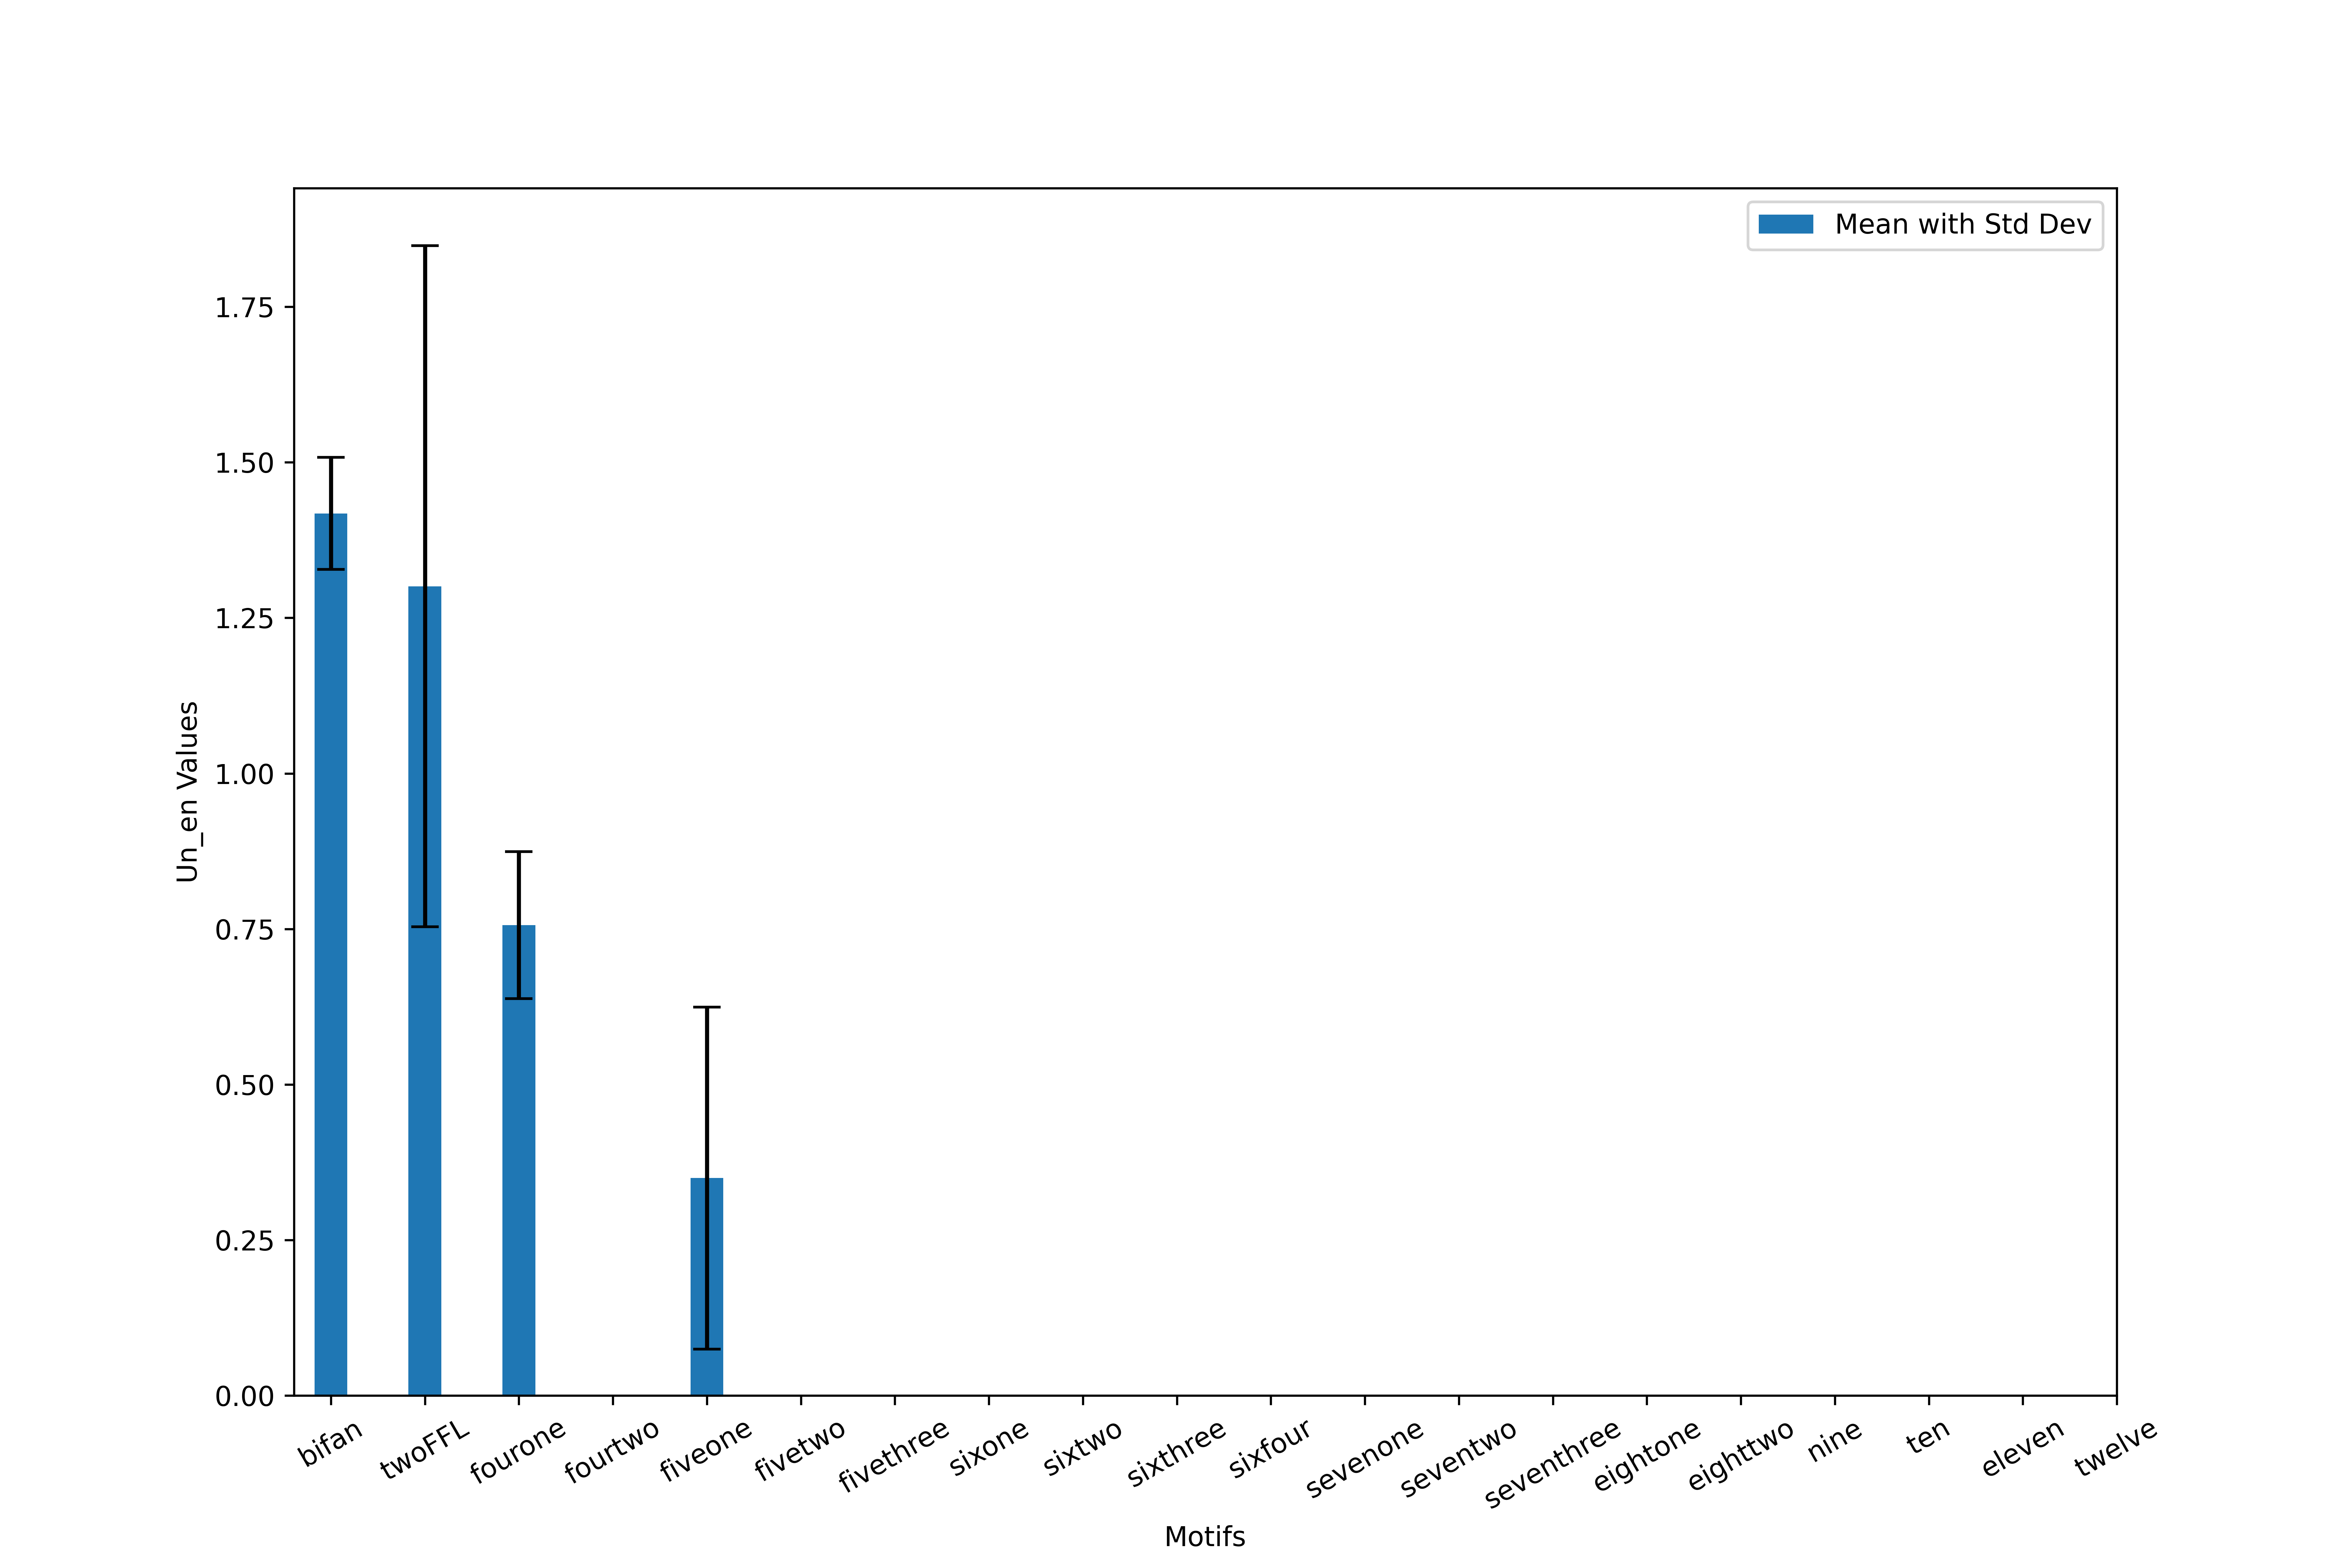 Mean with Std Dev
1.75
1.50
1.25
1.00
0.75
0.50
0.25
0.00
Un_en Values
bifan
twoFFL
fourone
fourtwo
fiveone
fivetwo
fivethree
sixone
sixtwo
sixthree
sixfour
sevenone
seventwo
seventhree
eightone
eighttwo
nine
ten
eleven
twelve
Motifs